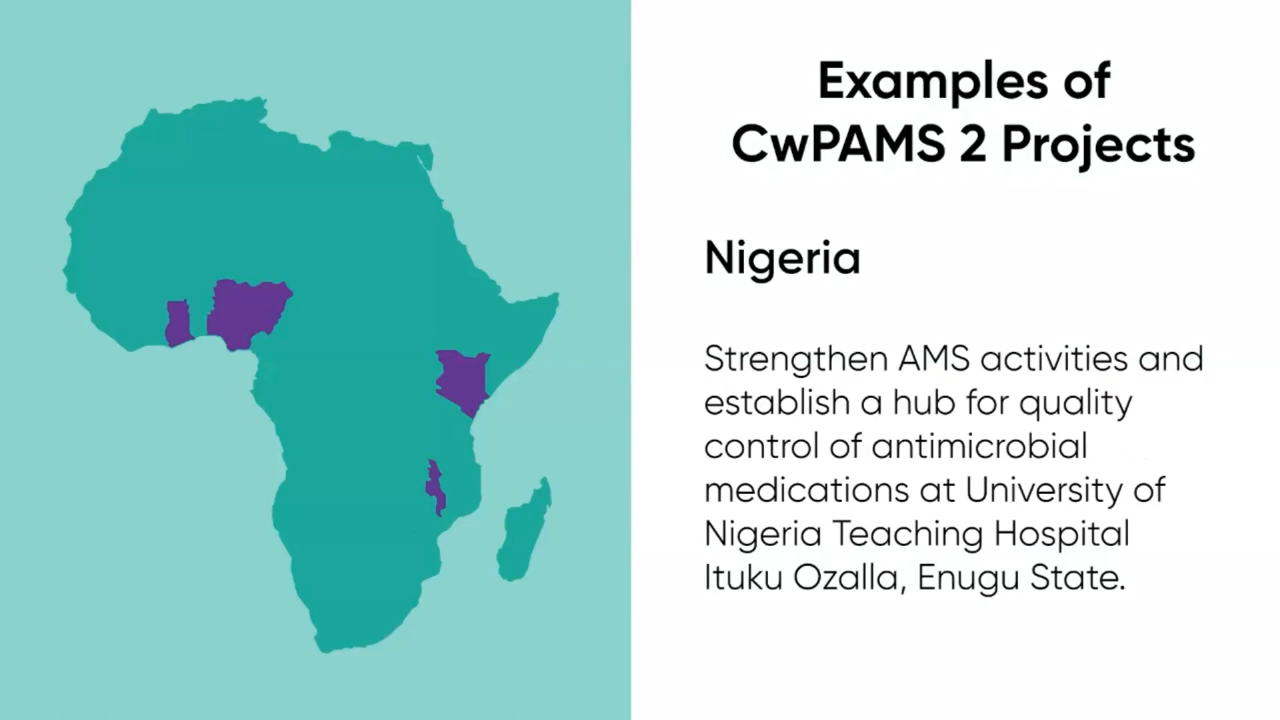 Examples of
CwPAMS 2 Projects
Nigeria
Strengthen AMS activities and
establish a hub for quality
control of antimicrobial
medications at University of
Nigeria Teaching Hospital
Ituku Ozalla, Enugu State.